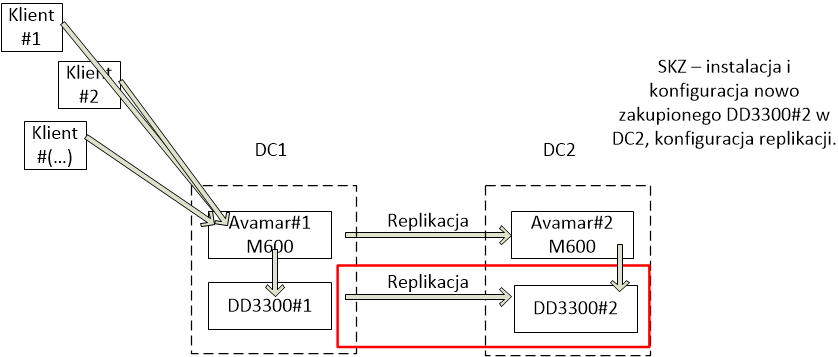 Klient
#1
Klient
#2
Klient
#(...)
SKZ – instalacja i
konfiguracja nowo
zakupionego DD3300#2 w
DC2, konfiguracja replikacji.
DC1
DC2
Avamar#1
M600
Replikacja
Avamar#2
M600
DD3300#1
Replikacja
DD3300#2